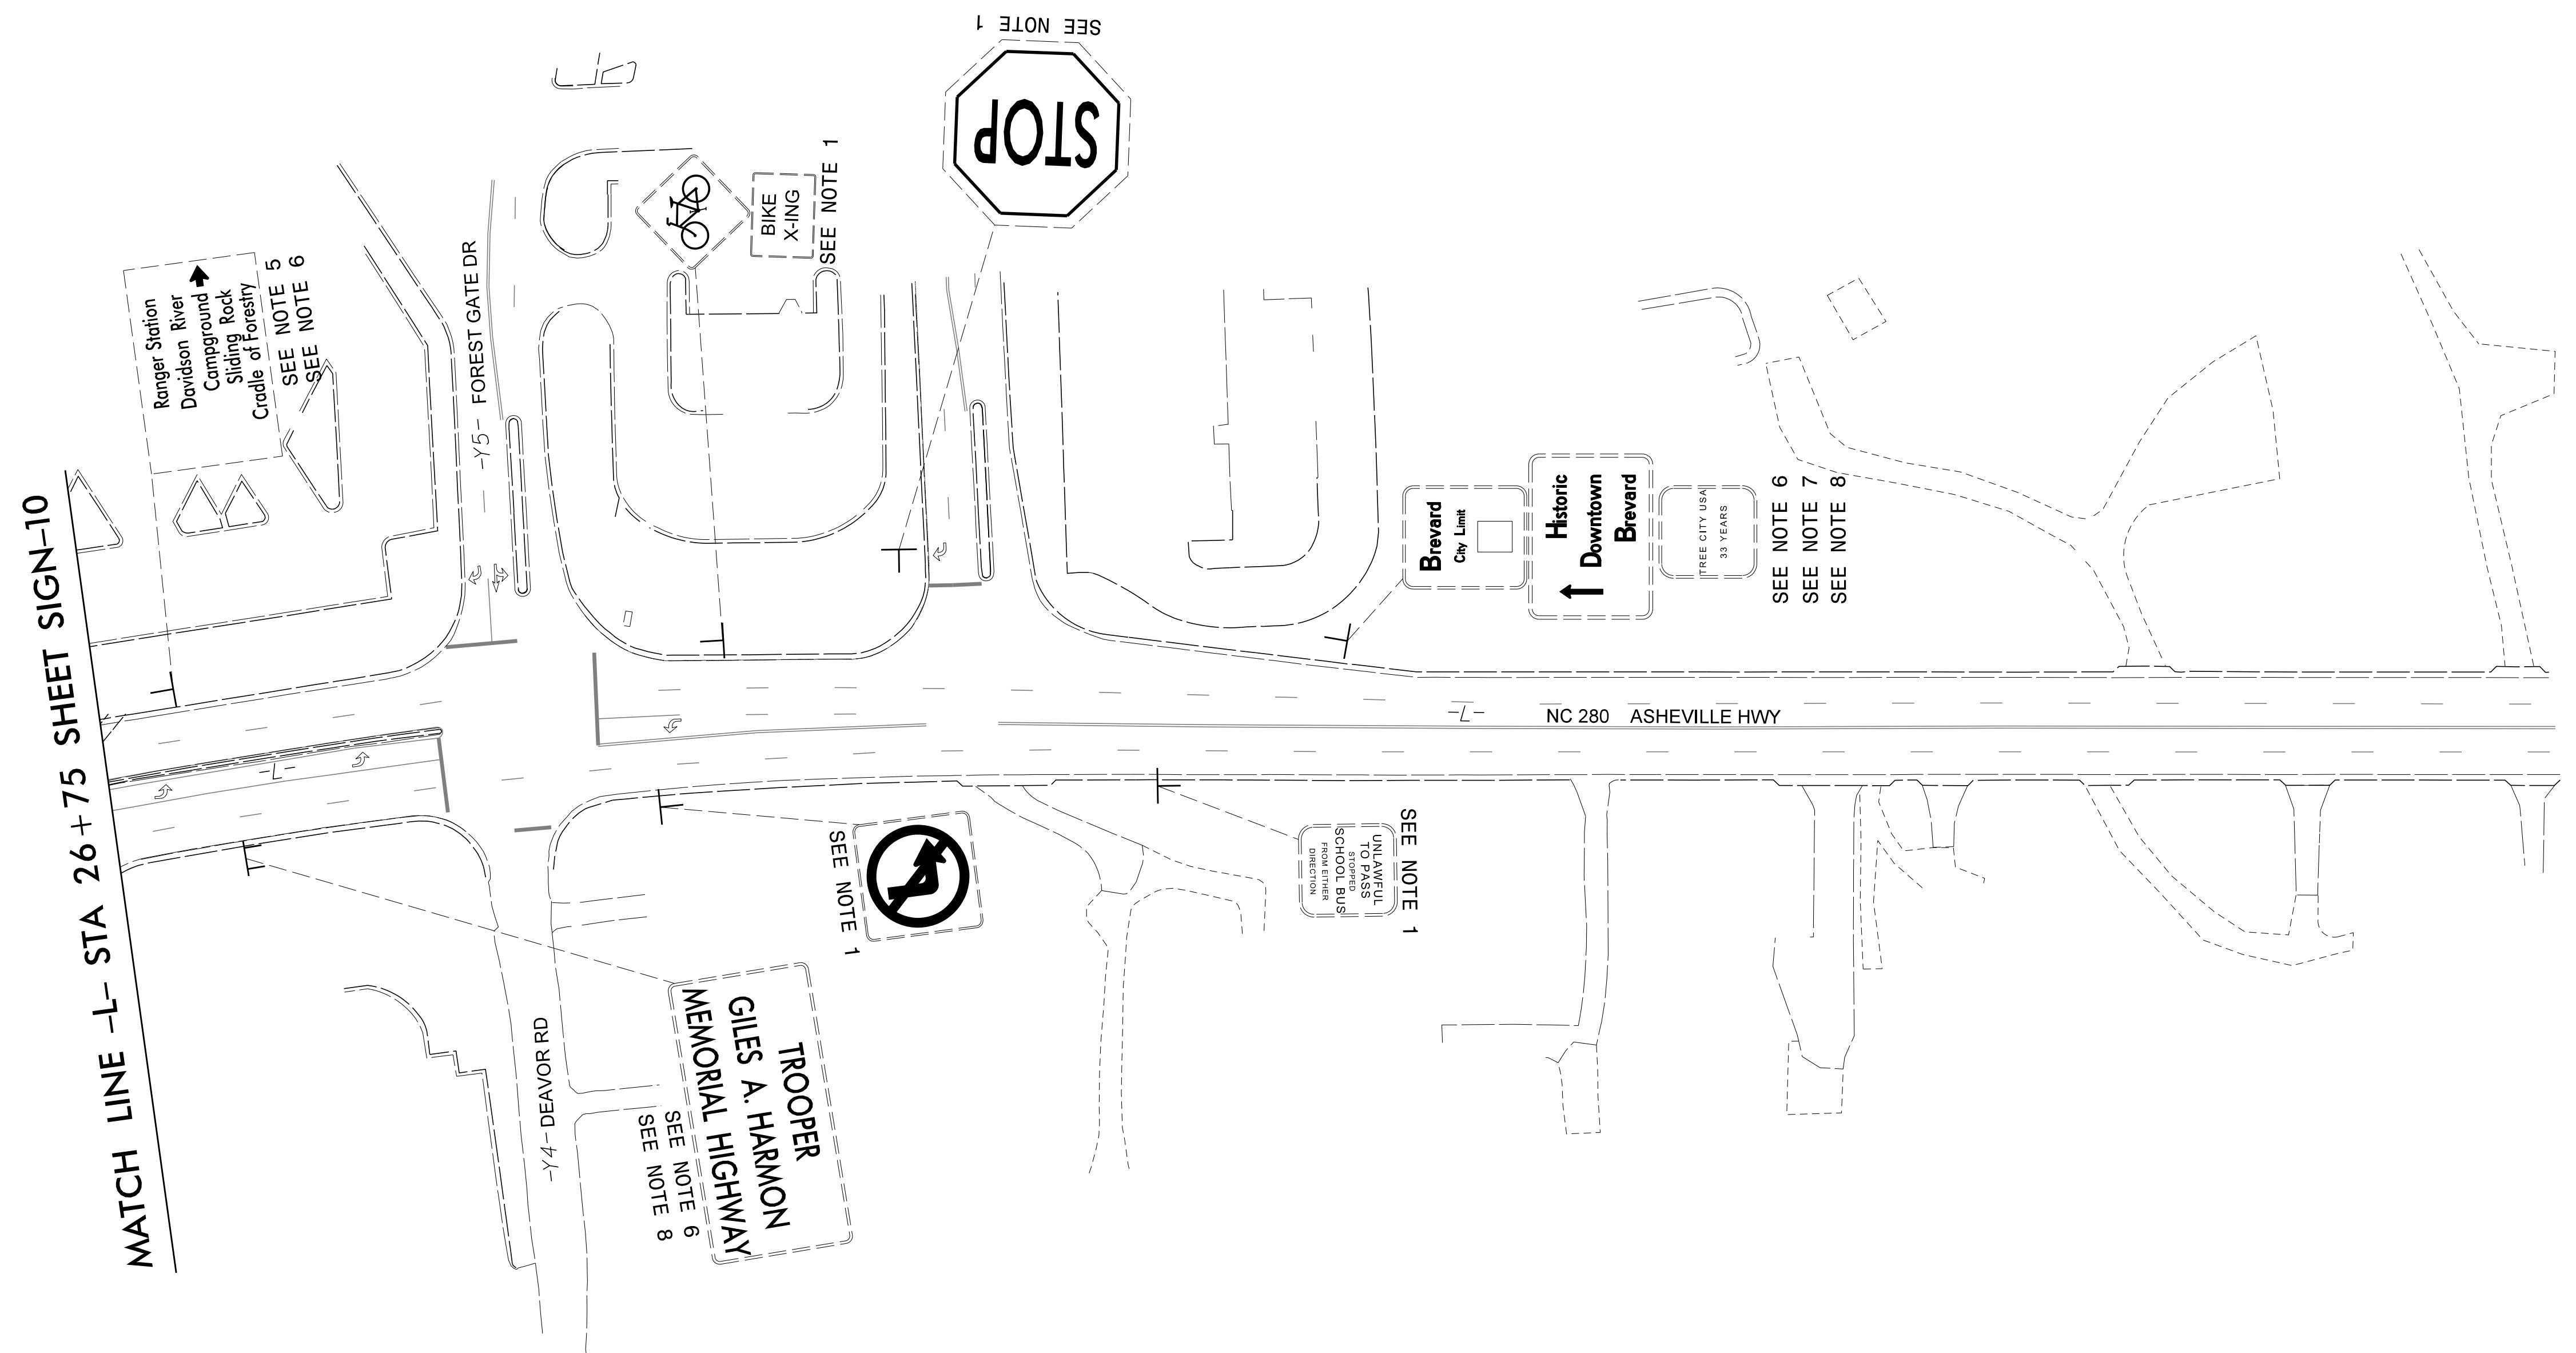 MATCH LINE -L- STA 26+75 SHEET SIGN-10
Ranger Station
Davidson River
Campground
Sliding Rock
Cradle of Forestry
SEE NOTE 5
SEE NOTE 6
-Y5- FOREST GATE DR
BIKE
X-ING
SEE NOTE 1
STOP
SEE NOTE 1
Brevard
City Limit
Historic
Downtown
Brevard
TREE CITY USA
33 YEARS
SEE NOTE 6
SEE NOTE 7
SEE NOTE 8
-L-
NC 280 ASHEVILLE HWY
-L-
SEE NOTE 1
UNLAWFUL
TO PASS
STOPPED
SCHOOL BUS
FROM EITHER
DIRECTION
SEE NOTE 1
TROOPER
GILES A. HARMON
MEMORIAL HIGHWAY
SEE NOTE 6
SEE NOTE 8
-Y4- DEAVOR RD